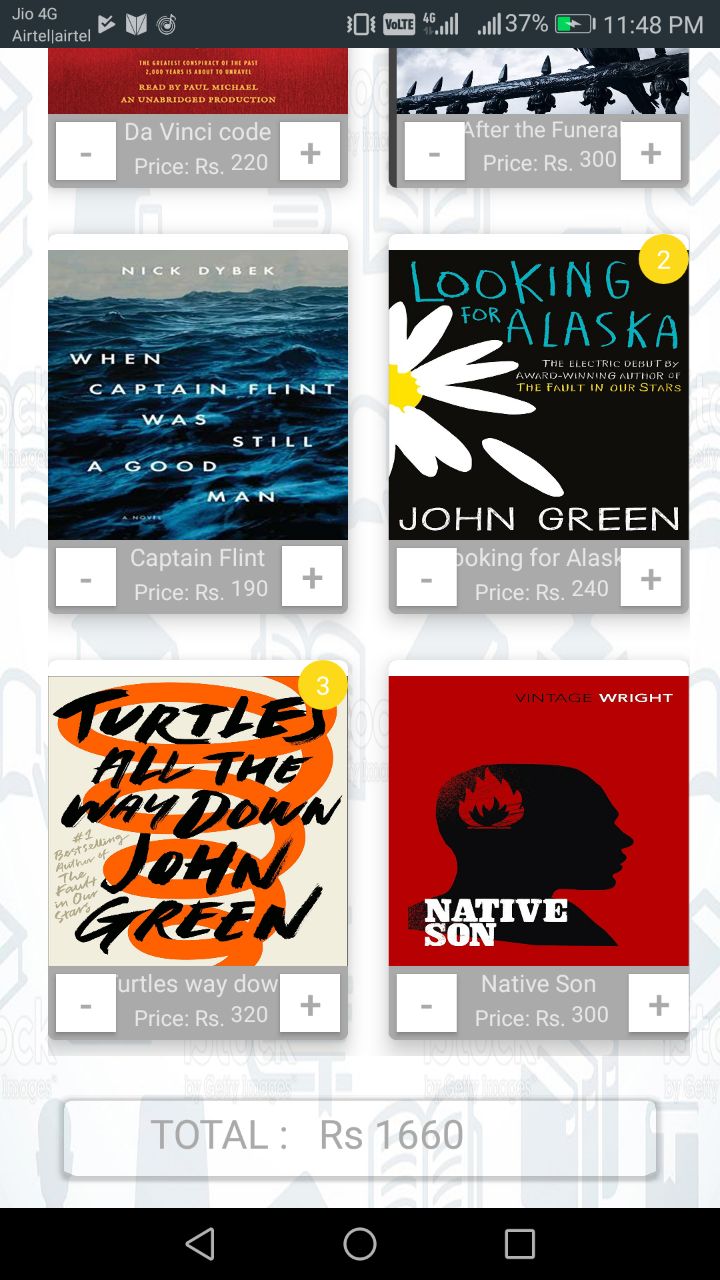 Jio 4G
Airtel|airtel
VoLTE 4G 37% 11:48 PM
THE GREATEST CONSPIRACY OF THE PAST
2,000 YEARS IS ABOUT TO UNRAVEL
READ BY PAUL MICHAEL
AN UNABRIDGED PRODUCTION
- Da Vinci code +
Price: Rs. 220
- After the Funeral +
Price: Rs. 300
NICK DYBEK
WHEN
CAPTAIN FLINT
WAS
STILL
A GOOD
MAN
A NOVEL
- Captain Flint +
Price: Rs. 190
2
LOOKING
FOR ALASKA
THE ELECTRIC DEBUT BY
AWARD-WINNING AUTHOR OF
THE FAULT IN OUR STARS
JOHN GREEN
- ooking for Alask +
Price: Rs. 240
3
TURTLES
ALL THE
WAY DOWN
JOHN
GREEN
#1
Bestselling
Author of
The
Fault
in Our
Stars
- Turtles way dow +
Price: Rs. 320
VINTAGE WRIGHT
NATIVE
SON
- Native Son +
Price: Rs. 300
iStock
by Getty Images
TOTAL : Rs 1660